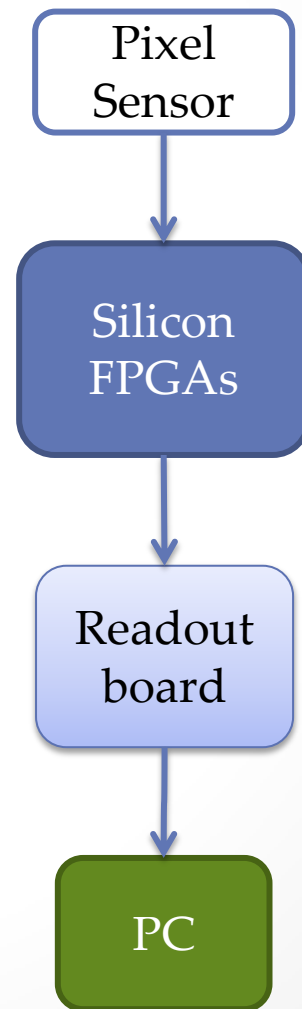 Pixel
Sensor
Silicon
FPGAs
Readout
board
PC